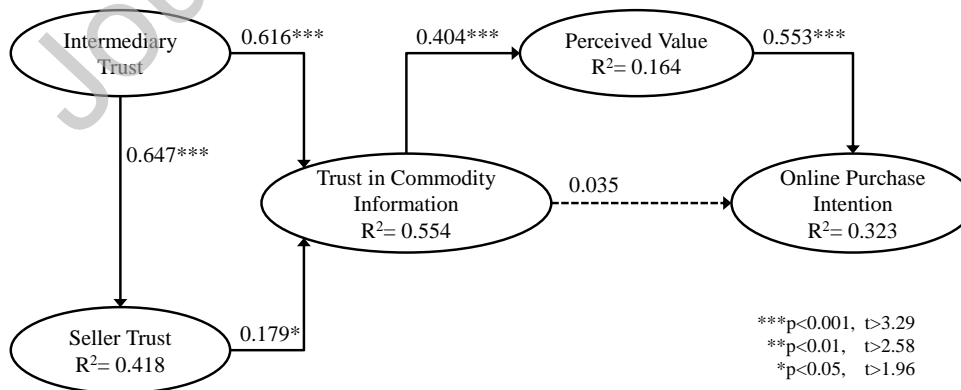 Intermediary
Trust
0.616***
0.404***
Perceived Value
R²= 0.164
0.553***
0.647***
Trust in Commodity
Information
R²= 0.554
0.035
Online Purchase
Intention
R²= 0.323
Seller Trust
R²= 0.418
0.179*
***p<0.001, t>3.29
**p<0.01, t>2.58
*p<0.05, t>1.96
Jou